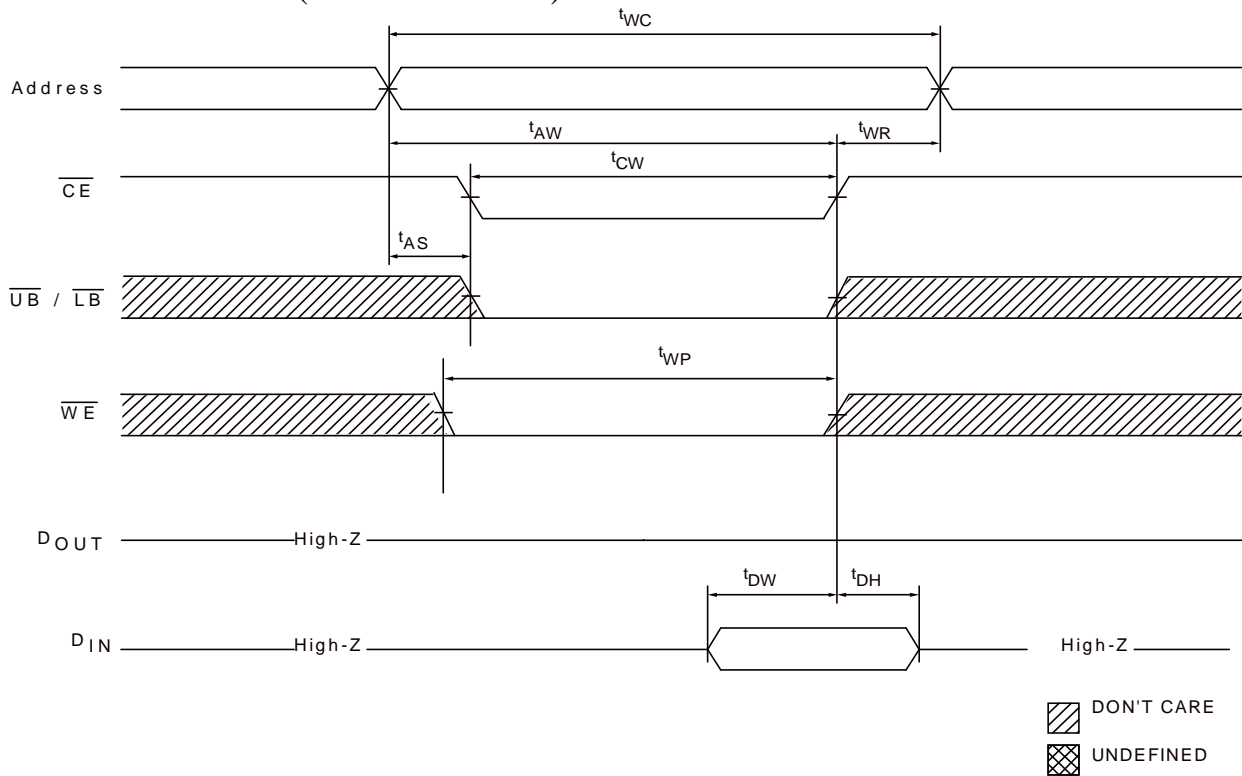 tWC
Address
tAW
tWR
tCW
CE
tAS
UB / LB
tWP
WE
DOUT High-Z
tDW
tDH
DIN High-Z High-Z
DON'T CARE
UNDEFINED